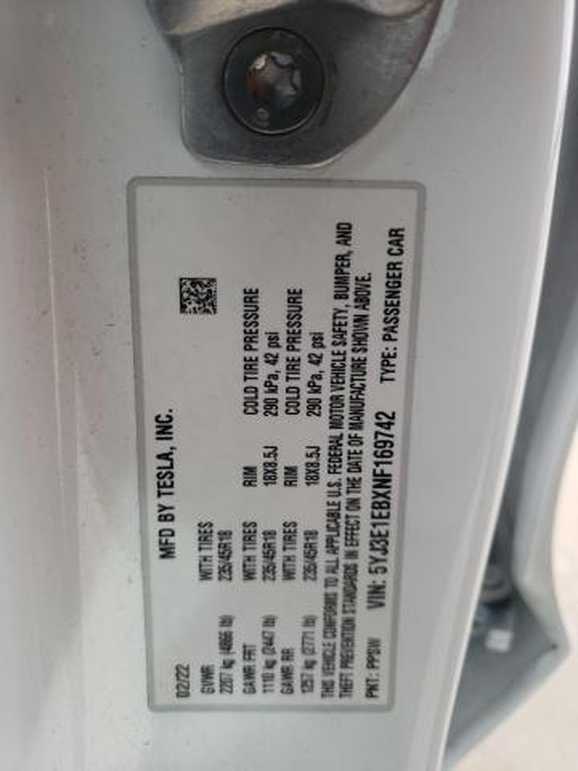 MFD BY TESLA, INC.
02/22
GVWR WITH TIRES
2207 kg (4866 lb) 235/45R18
GAWR FRT WITH TIRES RIM COLD TIRE PRESSURE
1110 kg (2447 lb) 235/45R18 18X8.5J 290 kPa, 42 psi
GAWR RR WITH TIRES RIM COLD TIRE PRESSURE
1257 kg (2771 lb) 235/45R18 18X8.5J 290 kPa, 42 psi
THIS VEHICLE CONFORMS TO ALL APPLICABLE U.S. FEDERAL MOTOR VEHICLE SAFETY, BUMPER, AND
THEFT PREVENTION STANDARDS IN EFFECT ON THE DATE OF MANUFACTURE SHOWN ABOVE.
PKT: PPSW VIN: 5YJ3E1EBXNF169742 TYPE: PASSENGER CAR